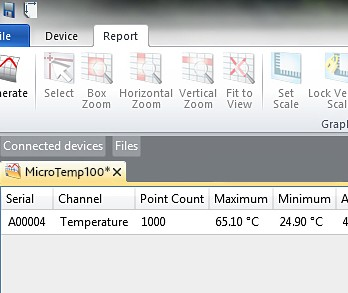 ile Device Report
nerate Select Box Zoom Horizontal Zoom Vertical Zoom Fit to View Set Scale Lock Ve Scal
Graph
Connected devices Files
MicroTemp100*
Serial Channel Point Count Maximum Minimum A
A00004 Temperature 1000 65.10 °C 24.90 °C 4